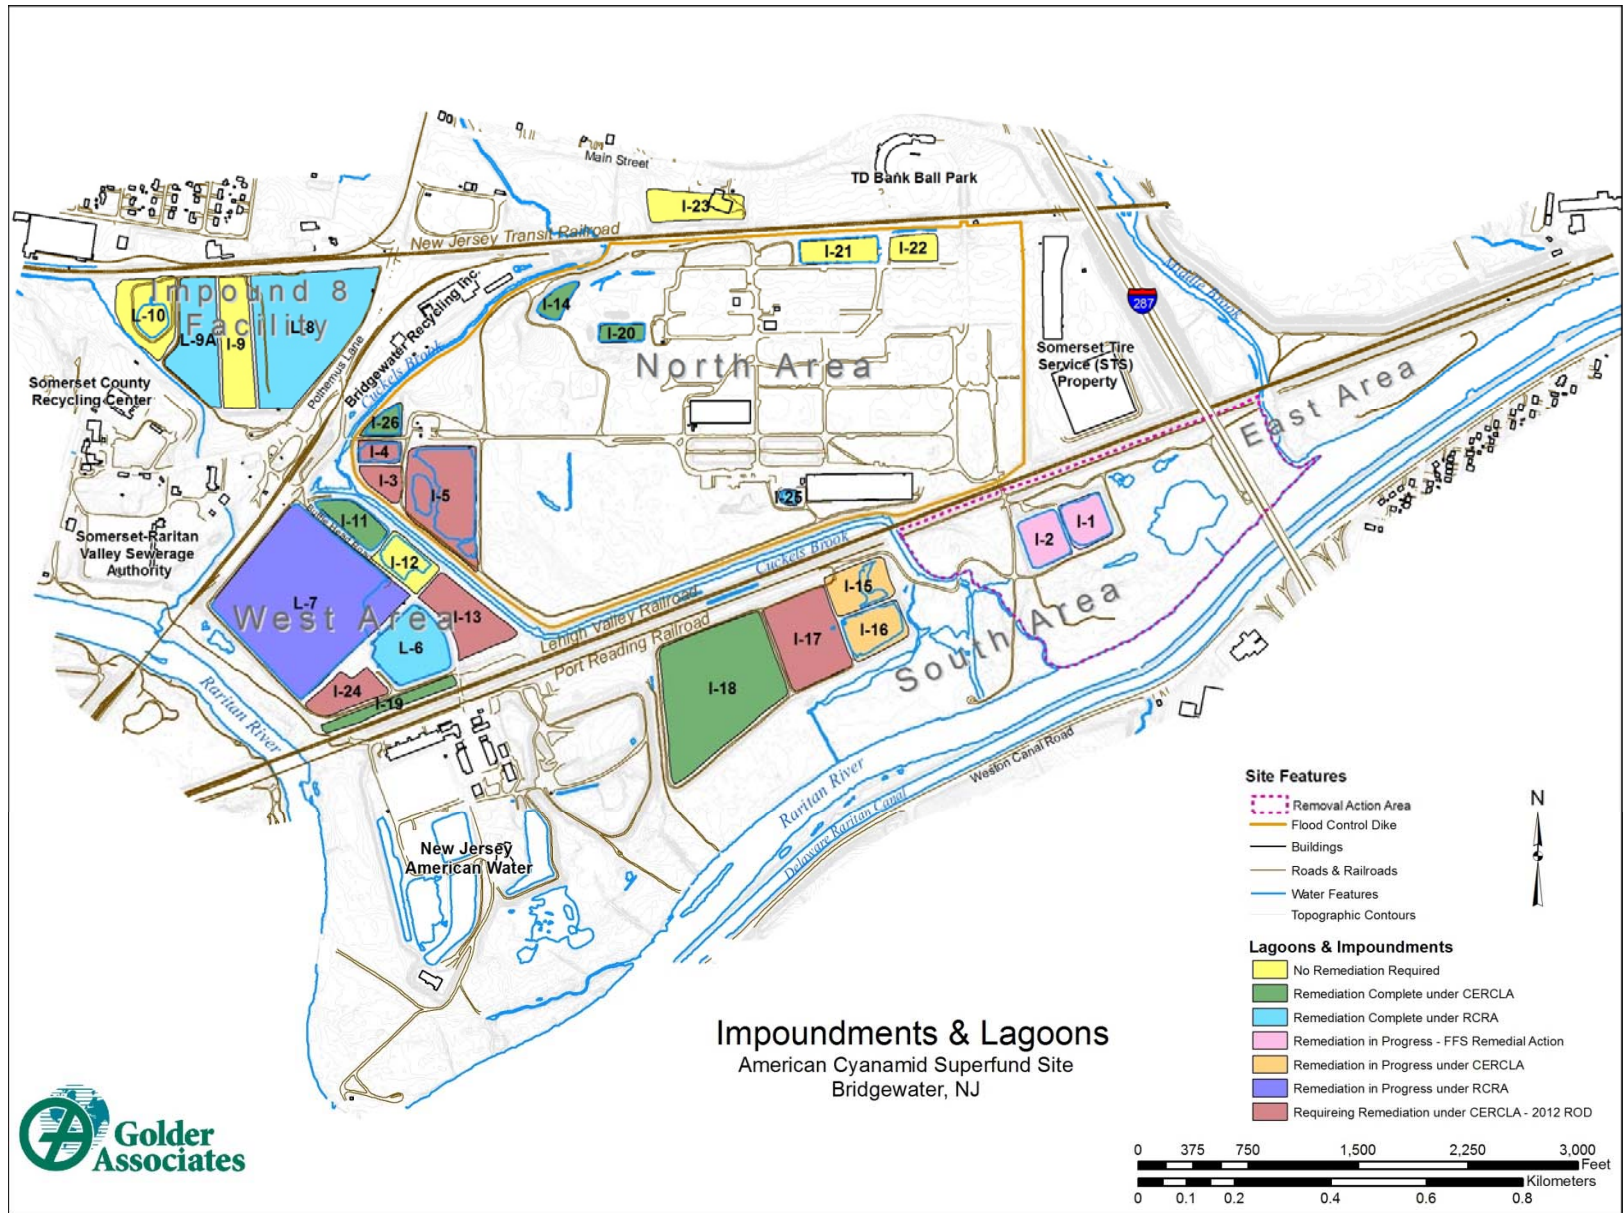 Main Street
TD Bank Ball Park
I-23
New Jersey Transit Railroad
I-21
I-22
Impound 8
Facility
L-10
L-9A
I-9
L-8
I-14
I-20
Bridgewater Recycling Inc.
Cuckels Brook
Polhemus Lane
North Area
287
Middle Brook
Somerset Tire
Service (STS)
Property
East Area
Somerset County
Recycling Center
I-26
I-4
I-3
I-5
I-25
I-11
I-12
I-1
I-2
Somerset-Raritan
Valley Sewerage
Authority
L-7
West Area
I-13
L-6
I-24
I-19
Cuckels Brook
Lehigh Valley Railroad
Port Reading Railroad
I-15
I-16
I-17
I-18
South Area
Raritan River
Raritan River
Delaware Raritan Canal
Weston Canal Road
New Jersey
American Water
Site Features
Removal Action Area
Flood Control Dike
Buildings
Roads & Railroads
Water Features
Topographic Contours
N
Lagoons & Impoundments
No Remediation Required
Remediation Complete under CERCLA
Remediation Complete under RCRA
Remediation in Progress - FFS Remedial Action
Remediation in Progress under CERCLA
Remediation in Progress under RCRA
Requireing Remediation under CERCLA - 2012 ROD
Impoundments & Lagoons
American Cyanamid Superfund Site
Bridgewater, NJ
Golder
Associates
0 375 750 1,500 2,250 3,000
Feet
Kilometers
0 0.1 0.2 0.4 0.6 0.8